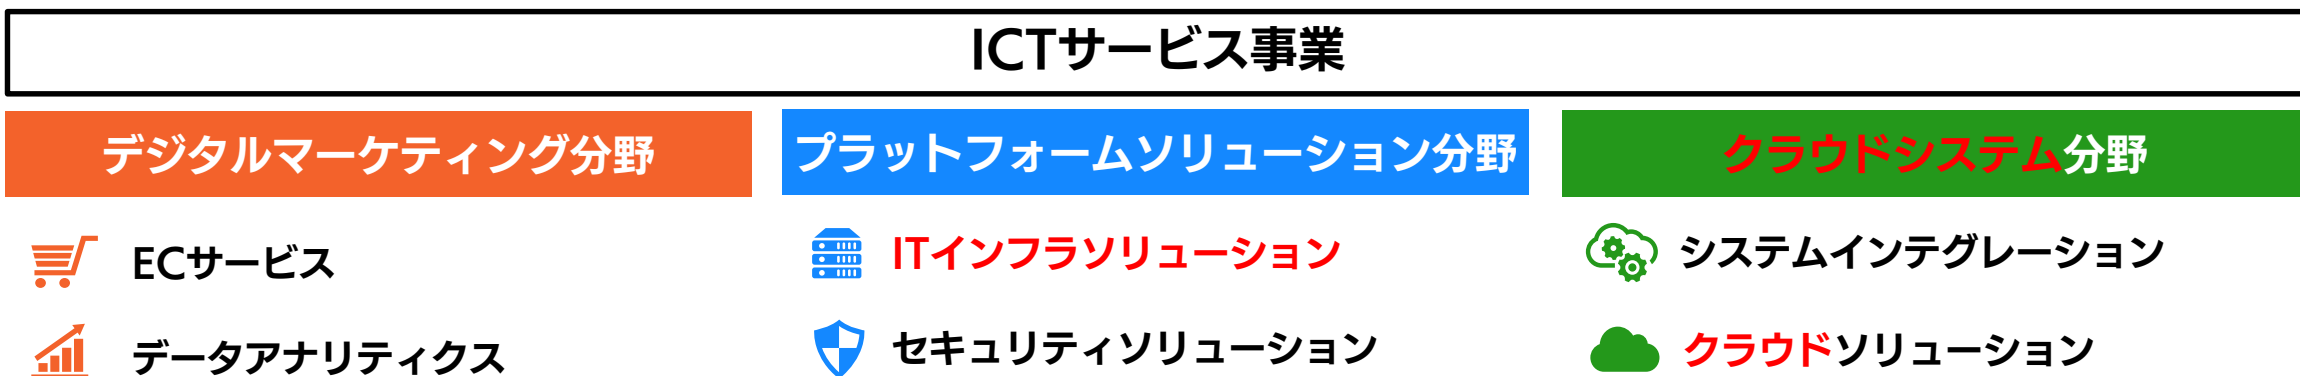 ICTサービス事業
デジタルマーケティング分野
プラットフォームソリューション分野
クラウドシステム分野
ECサービス
ITインフラソリューション
システムインテグレーション
データアナリティクス
セキュリティソリューション
クラウドソリューション